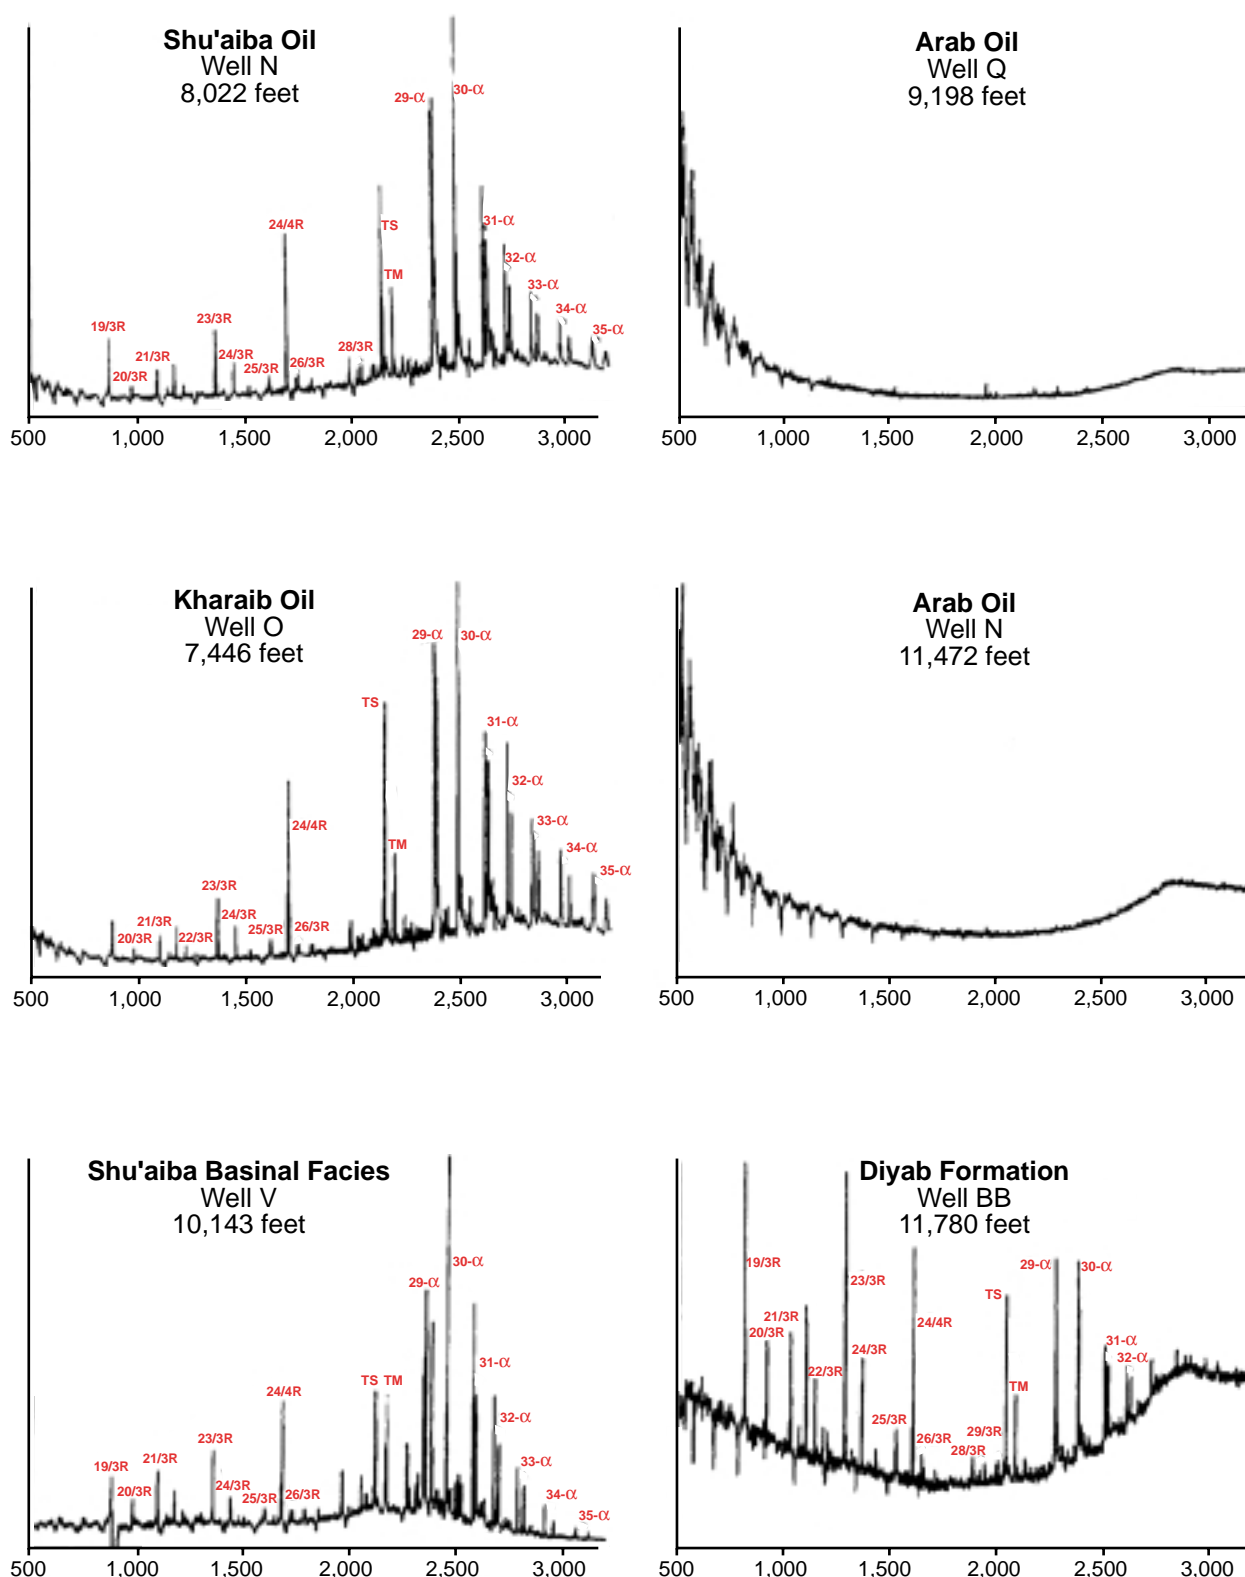 Shu'aiba Oil
Well N
8,022 feet
30-α
29-α
24/4R
TS
31-α
32-α
TM
33-α
34-α
35-α
19/3R
23/3R
21/3R
24/3R
28/3R
20/3R
25/3R
26/3R
500 1,000 1,500 2,000 2,500 3,000
Arab Oil
Well Q
9,198 feet
500 1,000 1,500 2,000 2,500 3,000
Kharaib Oil
Well O
7,446 feet
29-α
30-α
TS
31-α
32-α
24/4R
33-α
TM
34-α
35-α
23/3R
21/3R
24/3R
20/3R
22/3R
25/3R
26/3R
500 1,000 1,500 2,000 2,500 3,000
Arab Oil
Well N
11,472 feet
500 1,000 1,500 2,000 2,500 3,000
Shu'aiba Basinal Facies
Well V
10,143 feet
30-α
29-α
31-α
TS
TM
24/4R
32-α
23/3R
21/3R
19/3R
33-α
24/3R
20/3R
25/3R
26/3R
34-α
35-α
500 1,000 1,500 2,000 2,500 3,000
Diyab Formation
Well BB
11,780 feet
19/3R
29-α
30-α
23/3R
TS
21/3R
24/4R
20/3R
31-α
24/3R
32-α
22/3R
TM
25/3R
29/3R
26/3R
28/3R
500 1,000 1,500 2,000 2,500 3,000